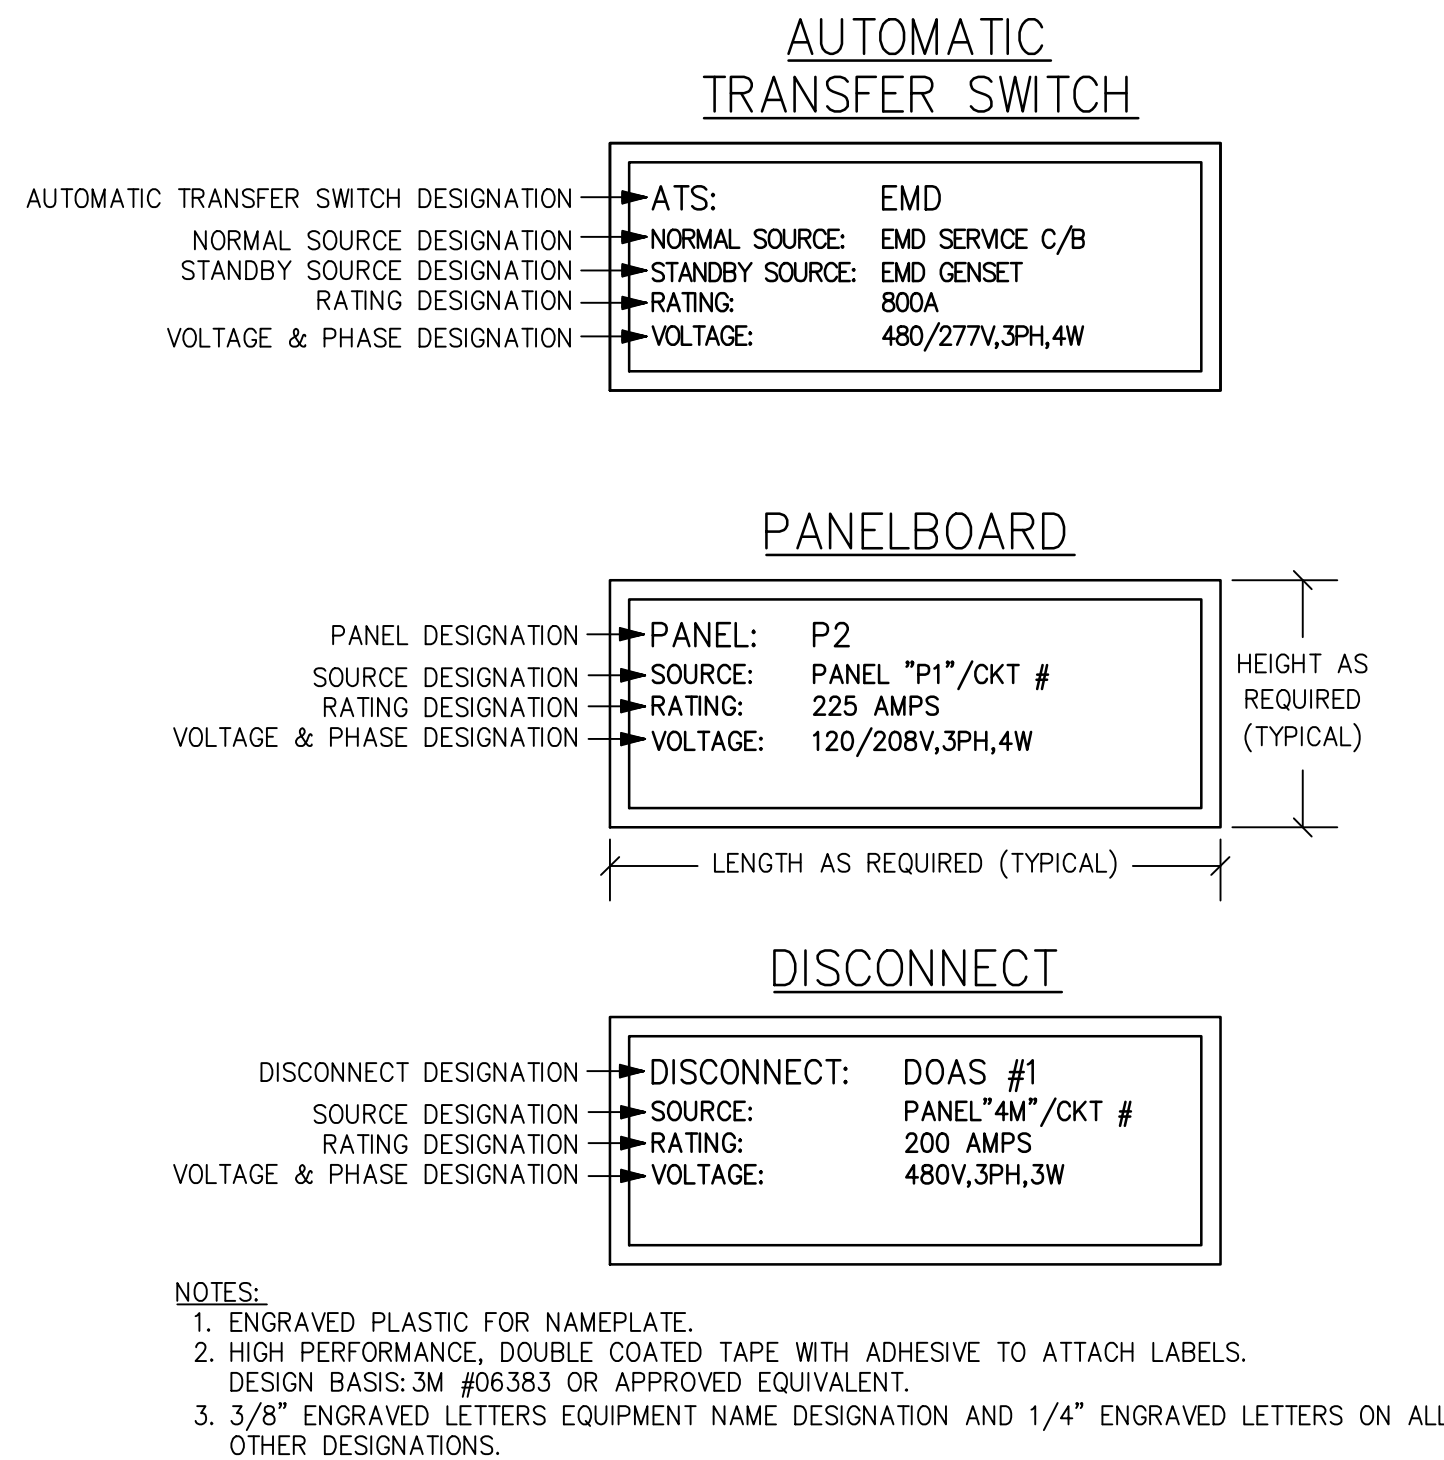 AUTOMATIC
TRANSFER SWITCH
AUTOMATIC TRANSFER SWITCH DESIGNATION ATS: EMD
NORMAL SOURCE DESIGNATION NORMAL SOURCE: EMD SERVICE C/B
STANDBY SOURCE DESIGNATION STANDBY SOURCE: EMD GENSET
RATING DESIGNATION RATING: 800A
VOLTAGE & PHASE DESIGNATION VOLTAGE: 480/277V,3PH,4W
PANELBOARD
PANEL DESIGNATION PANEL: P2
SOURCE DESIGNATION SOURCE: PANEL "P1"/CKT #
RATING DESIGNATION RATING: 225 AMPS
VOLTAGE & PHASE DESIGNATION VOLTAGE: 120/208V,3PH,4W
HEIGHT AS
REQUIRED
(TYPICAL)
LENGTH AS REQUIRED (TYPICAL)
DISCONNECT
DISCONNECT DESIGNATION DISCONNECT: DOAS #1
SOURCE DESIGNATION SOURCE: PANEL"4M"/CKT #
RATING DESIGNATION RATING: 200 AMPS
VOLTAGE & PHASE DESIGNATION VOLTAGE: 480V,3PH,3W
NOTES:
1. ENGRAVED PLASTIC FOR NAMEPLATE.
2. HIGH PERFORMANCE, DOUBLE COATED TAPE WITH ADHESIVE TO ATTACH LABELS.
DESIGN BASIS: 3M #06383 OR APPROVED EQUIVALENT.
3. 3/8" ENGRAVED LETTERS EQUIPMENT NAME DESIGNATION AND 1/4" ENGRAVED LETTERS ON ALL
OTHER DESIGNATIONS.